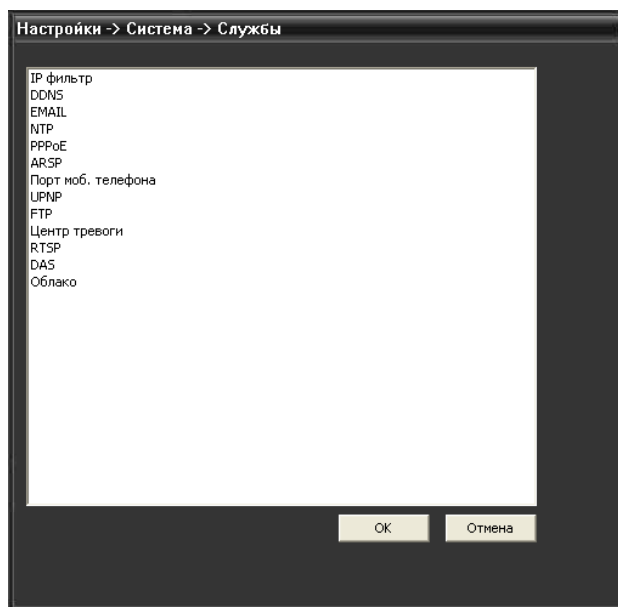 Настройки -> Система -> Службы
IP фильтр
DDNS
EMAIL
NTP
PPPoE
ARSP
Порт моб. телефона
UPNP
FTP
Центр тревоги
RTSP
DAS
Облако
OK
Отмена